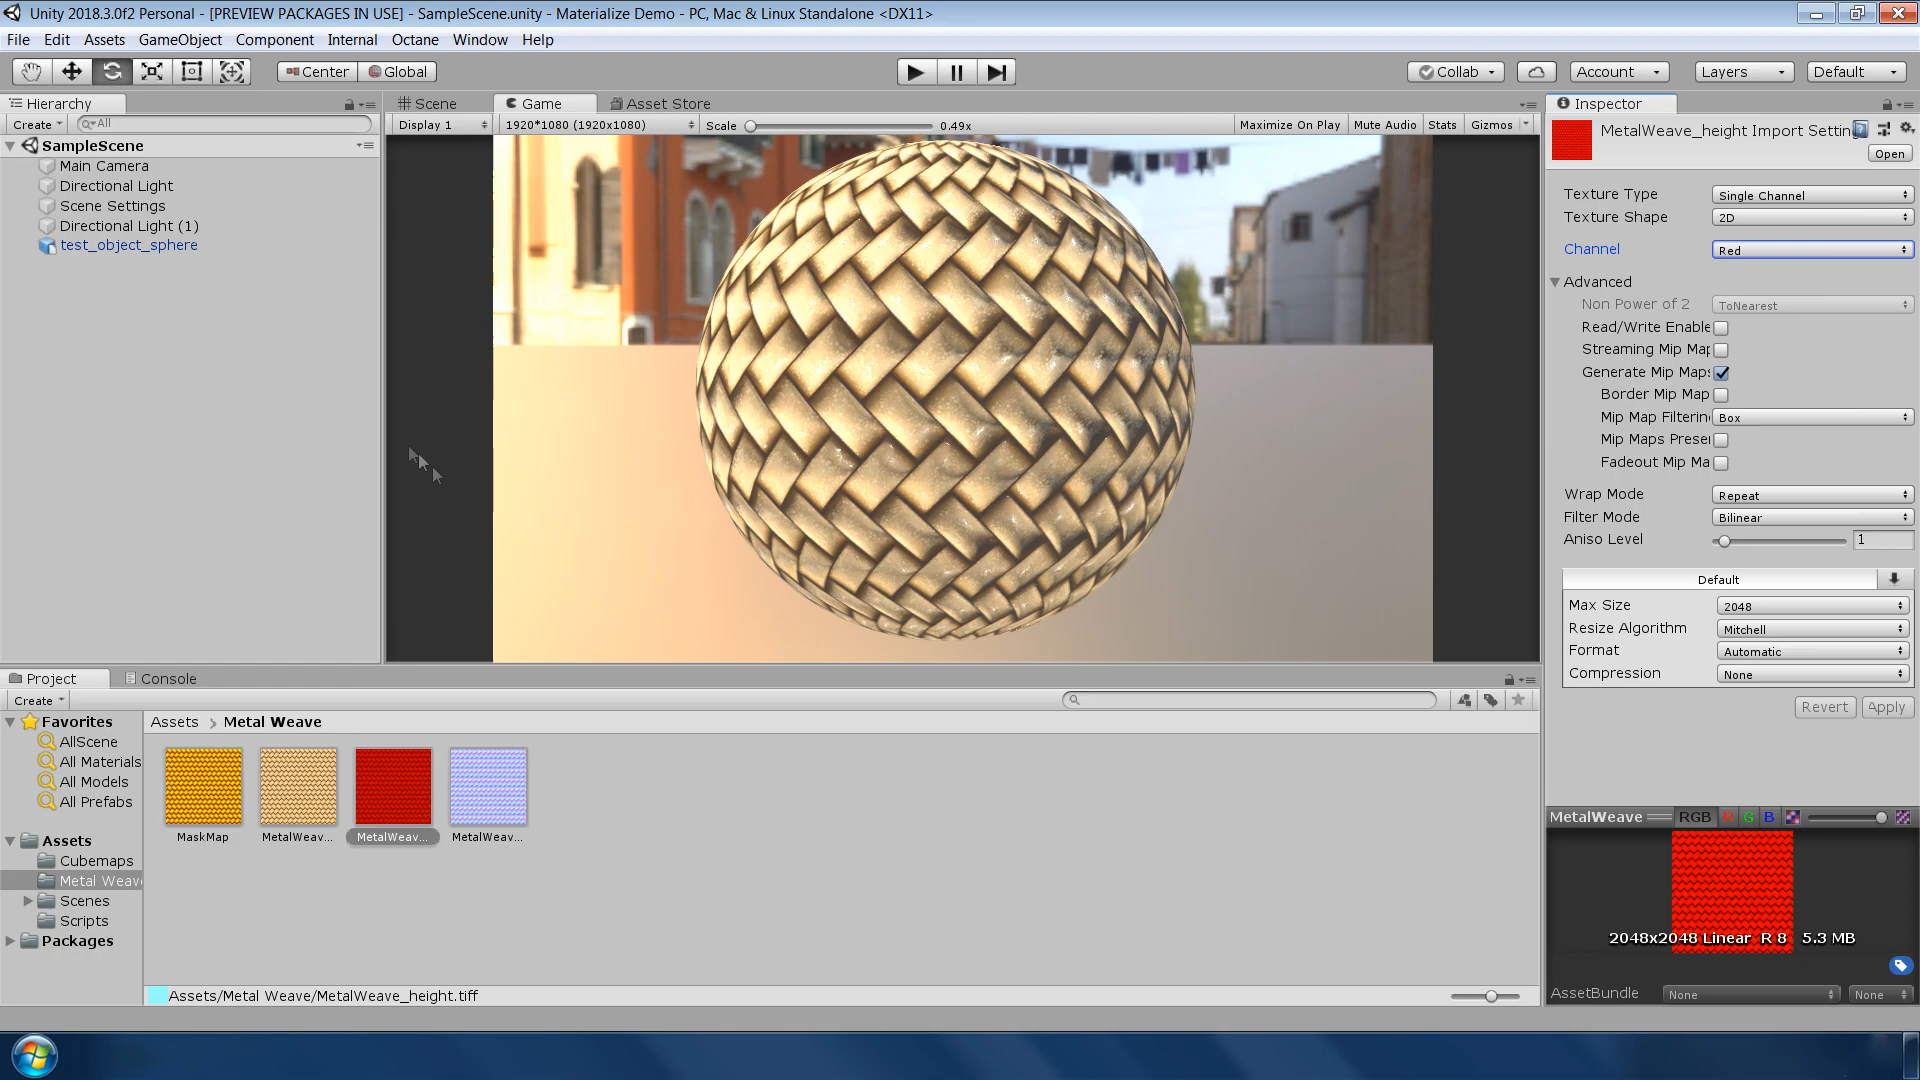 Unity 2018.3.0f2 Personal - [PREVIEW PACKAGES IN USE] - SampleScene.unity - Materialize Demo - PC, Mac & Linux Standalone <DX11>
File Edit Assets GameObject Component Internal Octane Window Help
Center Global Collab Account Layers Default
Hierarchy
Create All
SampleScene
Main Camera
Directional Light
Scene Settings
Directional Light (1)
test_object_sphere
Scene Game Asset Store
Display 1 1920*1080 (1920x1080) Scale 0.49x Maximize On Play Mute Audio Stats Gizmos
Inspector
MetalWeave_height Import Setting
Open
Texture Type Single Channel
Texture Shape 2D
Channel Red
Advanced
Non Power of 2 ToNearest
Read/Write Enable
Streaming Mip Map
Generate Mip Maps
Border Mip Map
Mip Map Filterin Box
Mip Maps Preser
Fadeout Mip Ma
Wrap Mode Repeat
Filter Mode Bilinear
Aniso Level 1
Default
Max Size 2048
Resize Algorithm Mitchell
Format Automatic
Compression None
Revert Apply
Project Console
Create
Favorites
AllScene
All Materials
All Models
All Prefabs
Assets
Cubemaps
Metal Weav
Scenes
Scripts
Packages
Assets > Metal Weave
MaskMap MetalWeav... MetalWeav... MetalWeav...
Assets/Metal Weave/MetalWeave_height.tiff
MetalWeave RGB R G B
2048x2048 Linear R 8 5.3 MB
AssetBundle None None